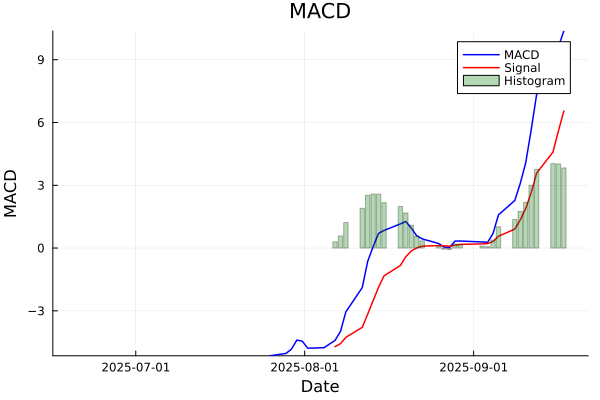 MACD
MACD
9
6
3
0
−3
MACD
Signal
Histogram
2025-07-01
2025-08-01
2025-09-01
Date